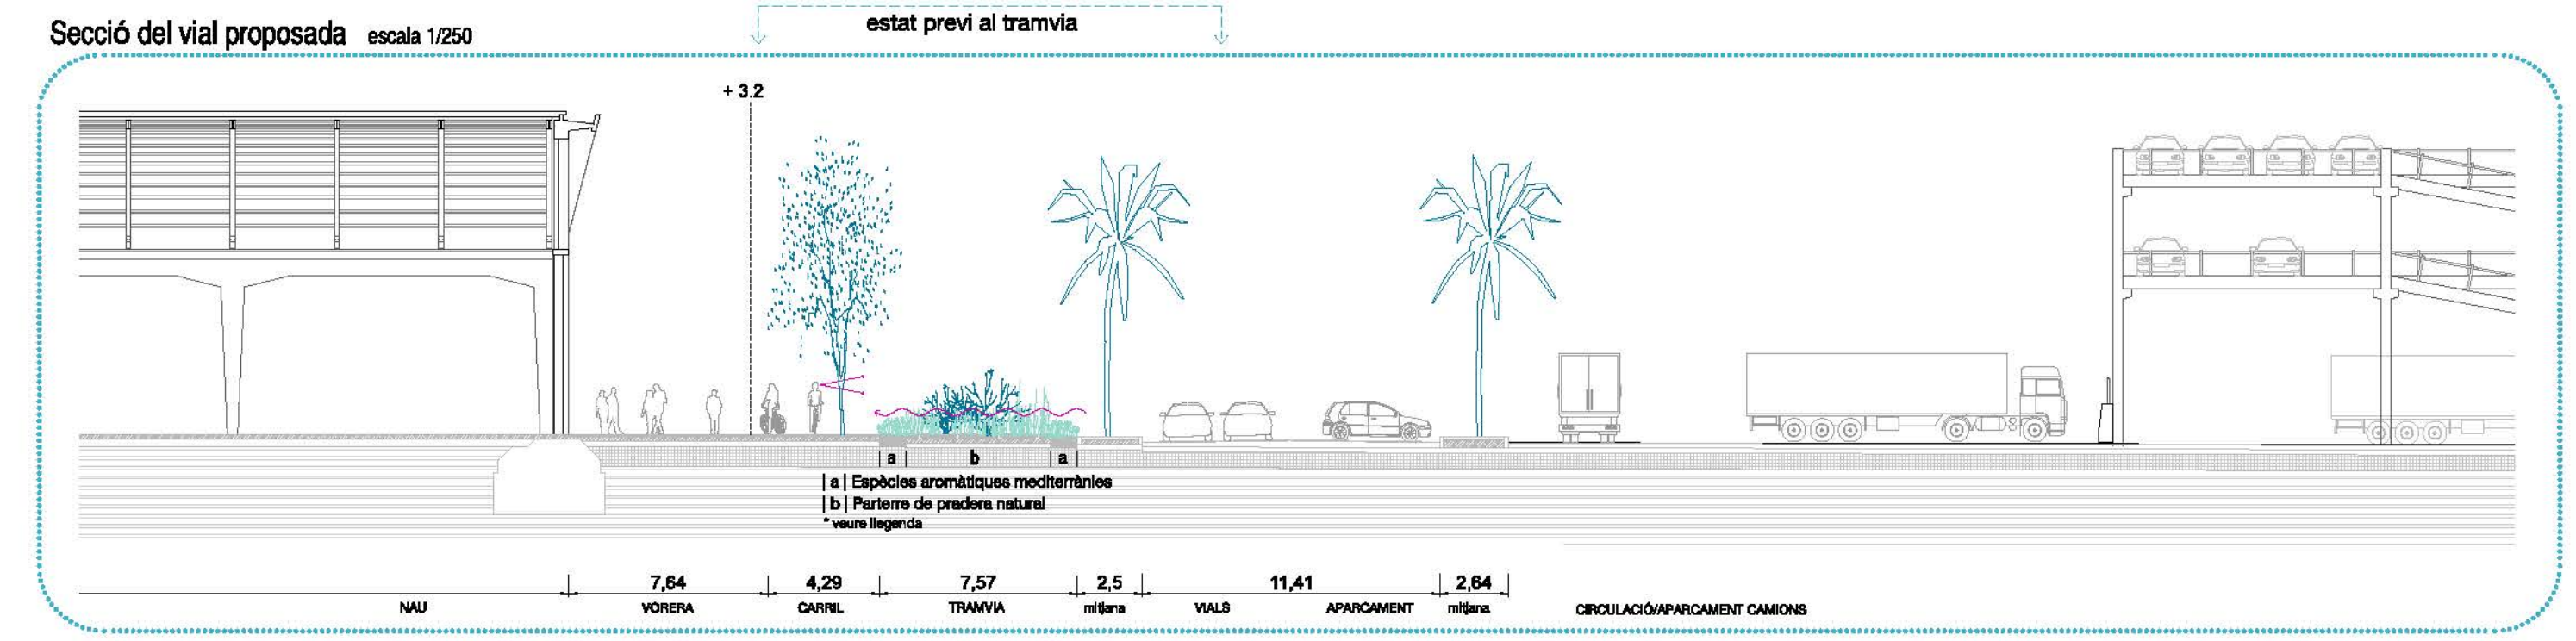 estat previ al tramvia
Secció del vial proposada escala 1/250
+ 3.2
a b a
| a | Espècies aromàtiques mediterrànies
| b | Parterre de pradera natural
* veure llegenda
7,64 4,29 7,57 2,5 11,41 2,64
NAU VORERA CARRIL TRAMVIA mitjana VIALS APARCAMENT mitjana CIRCULACIÓ/APARCAMENT CAMIONS